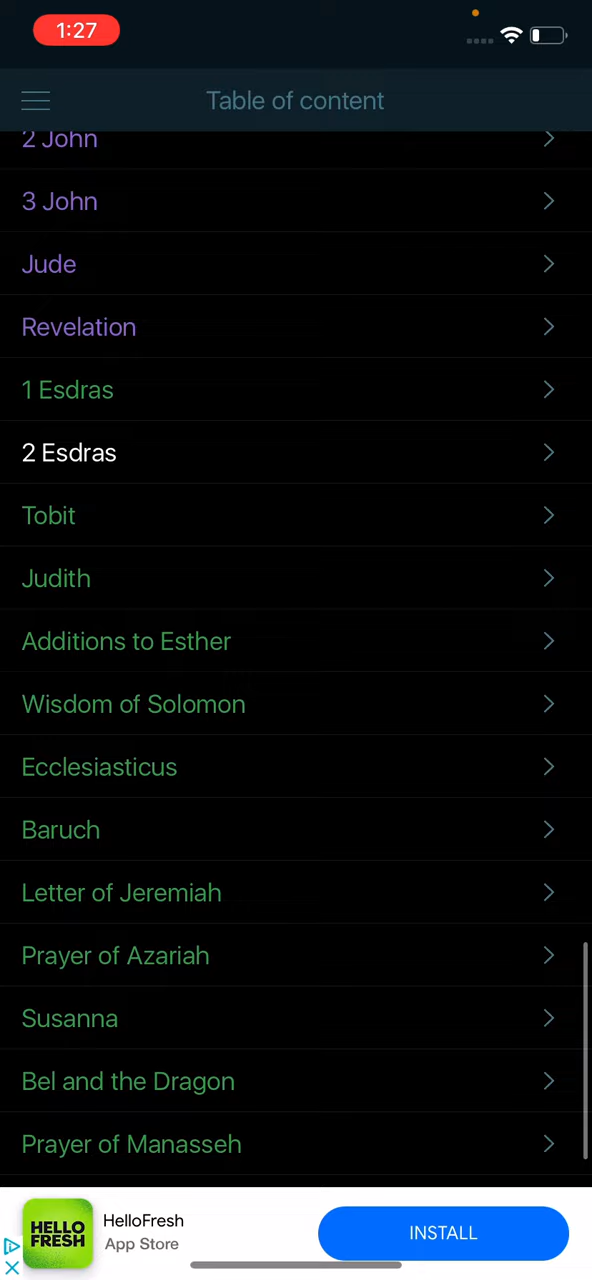 1:27
Table of content
2 John
3 John
Jude
Revelation
1 Esdras
2 Esdras
Tobit
Judith
Additions to Esther
Wisdom of Solomon
Ecclesiasticus
Baruch
Letter of Jeremiah
Prayer of Azariah
Susanna
Bel and the Dragon
Prayer of Manasseh
HELLO
FRESH
HelloFresh
App Store
INSTALL